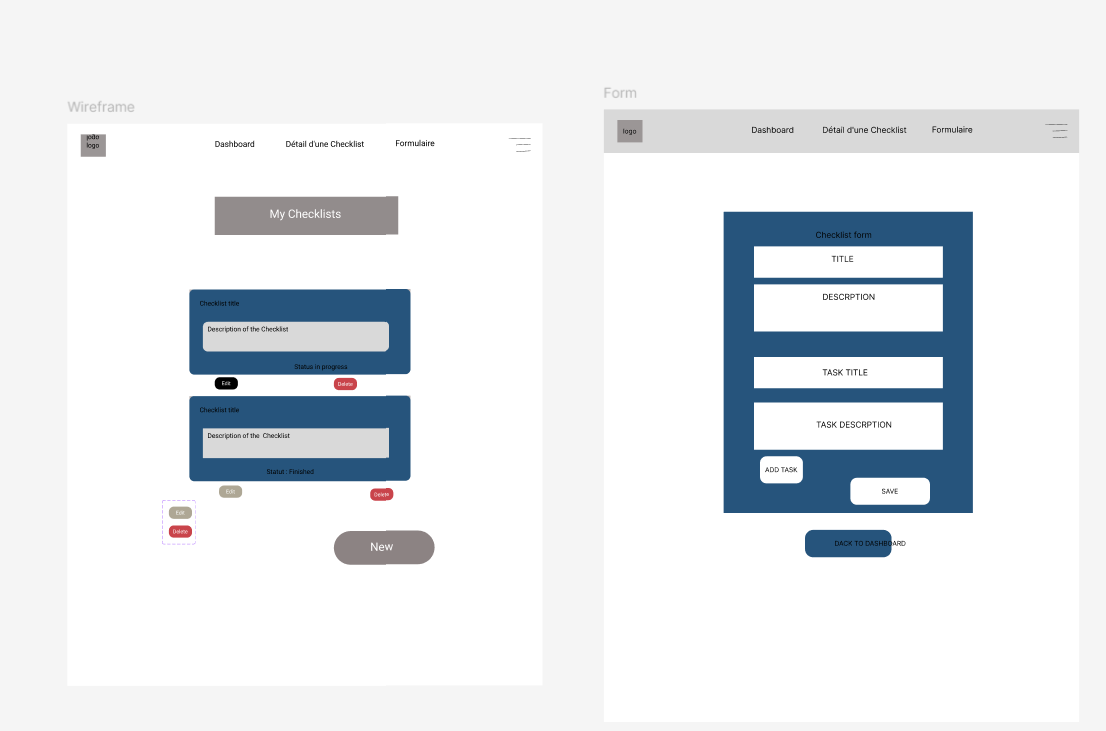 Wireframe
logo
logo
Dashboard
Détail d'une Checklist
Formulaire
My Checklists
Checklist title
Description of the Checklist
Status in progress
Edit
Delete
Checklist title
Description of the Checklist
Statut : Finished
Edit
Delete
Edit
Delete
New
Form
logo
Dashboard
Détail d'une Checklist
Formulaire
Checklist form
TITLE
DESCRPTION
TASK TITLE
TASK DESCRPTION
ADD TASK
SAVE
DACK TO DASHBOARD